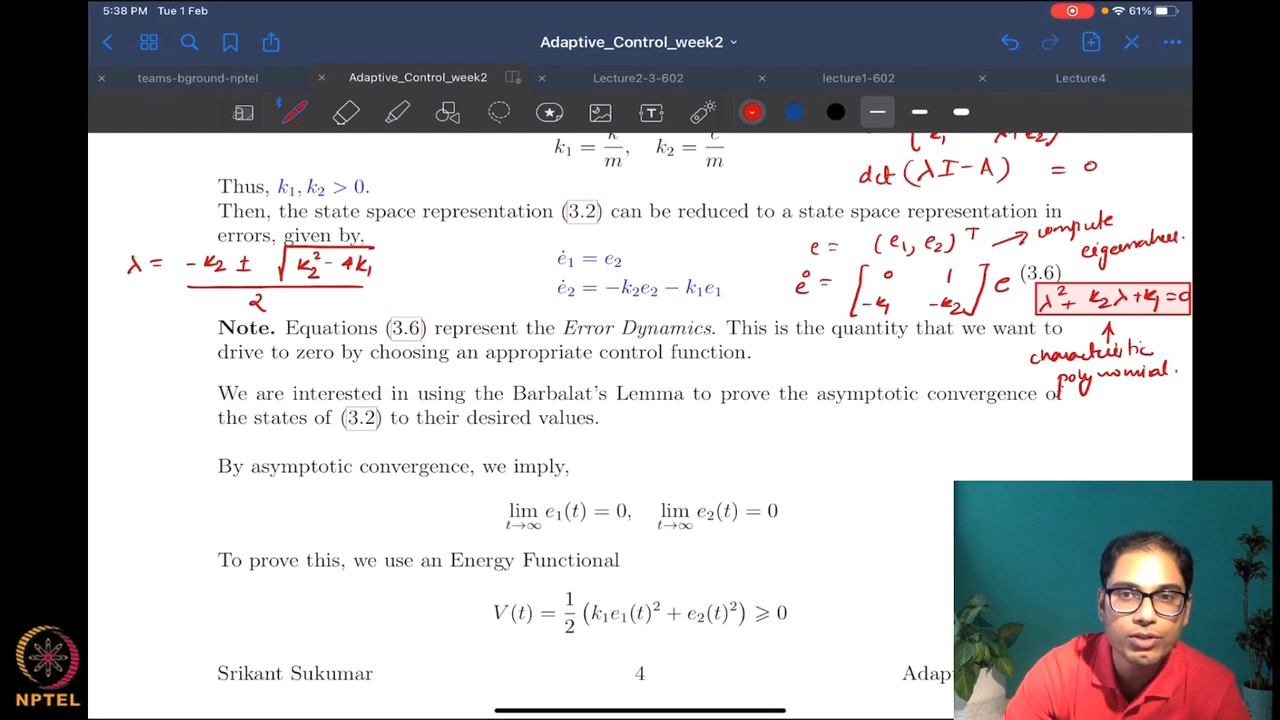 5:38 PM Tue 1 Feb
61%
Adaptive_Control_week2
teams-bground-nptel
Adaptive_Control_week2
Lecture2-3-602
lecture1-602
Lecture4
k₁ = k/m, k₂ = c/m
λ+k₂
det (λI-A) = 0
Thus, k₁, k₂ > 0.
Then, the state space representation (3.2) can be reduced to a state space representation in
errors, given by,
e = (e₁, e₂)ᵀ → compute
eigenvalues.
λ = (-k₂ ± √(k₂² - 4k₁))/2
ė₁ = e₂
ė₂ = −k₂e₂ − k₁e₁
ė = [0 1; -k₁ -k₂] e
(3.6)
λ² + k₂λ + k₁ = 0
characteristic
polynomial.
Note. Equations (3.6) represent the Error Dynamics. This is the quantity that we want to
drive to zero by choosing an appropriate control function.
We are interested in using the Barbalat's Lemma to prove the asymptotic convergence of
the states of (3.2) to their desired values.
By asymptotic convergence, we imply,
lim t→∞ e₁(t) = 0, lim t→∞ e₂(t) = 0
To prove this, we use an Energy Functional
V(t) = 1/2 (k₁e₁(t)² + e₂(t)²) ⩾ 0
Srikant Sukumar
4
Adap
NPTEL